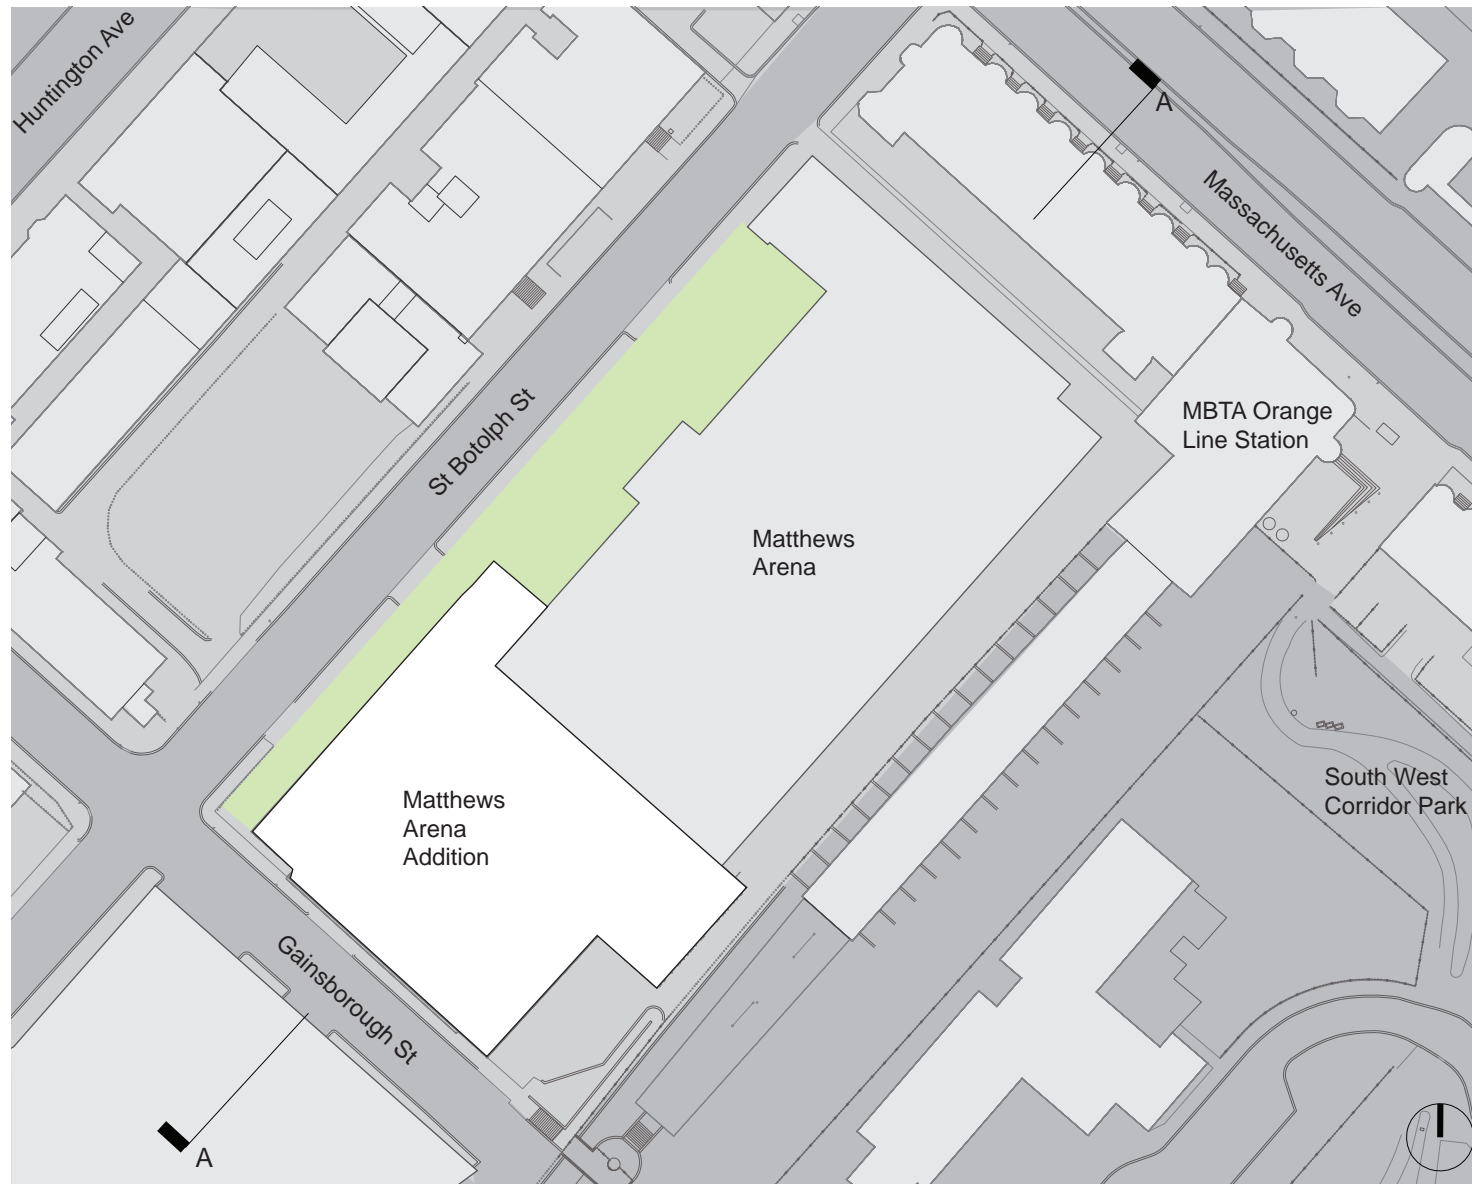 Huntington Ave
A
Massachusetts Ave
St Botolph St
MBTA Orange
Line Station
Matthews
Arena
South West
Corridor Park
Matthews
Arena
Addition
Gainsborough St
A